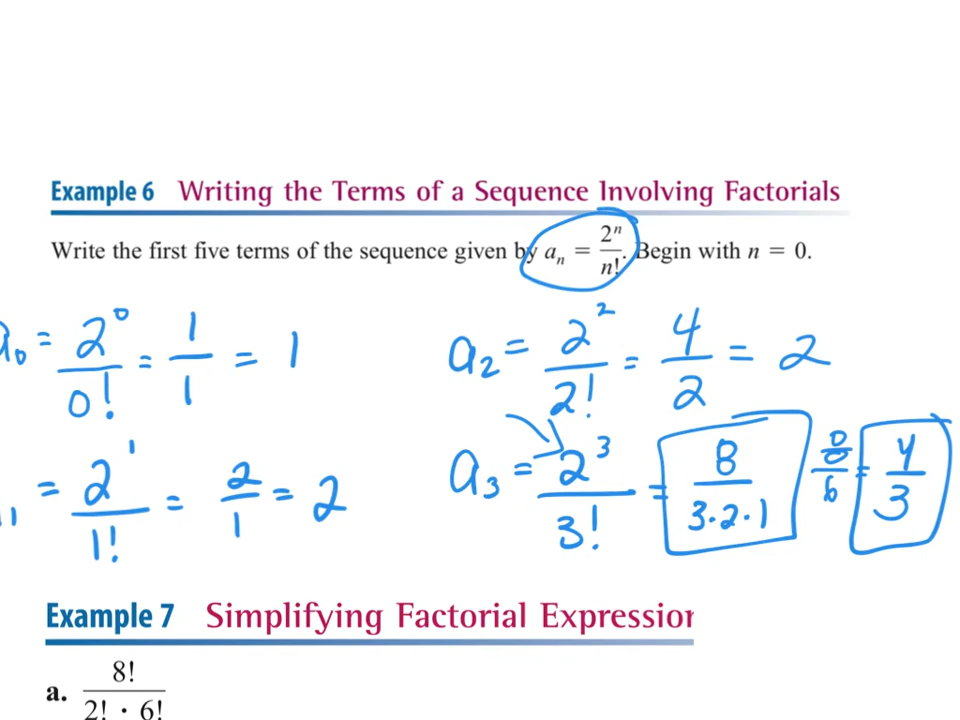 Example 6 Writing the Terms of a Sequence Involving Factorials
Write the first five terms of the sequence given by aₙ = 2ⁿ/n!. Begin with n = 0.
a₀ = 2⁰/0! = 1/1 = 1
a₂ = 2²/2! = 4/2 = 2
₁ = 2¹/1! = 2/1 = 2
a₃ = 2³/3! = 8/(3·2·1) 8/6 = 4/3
Example 7 Simplifying Factorial Expression
a. 8!/(2! · 6!)